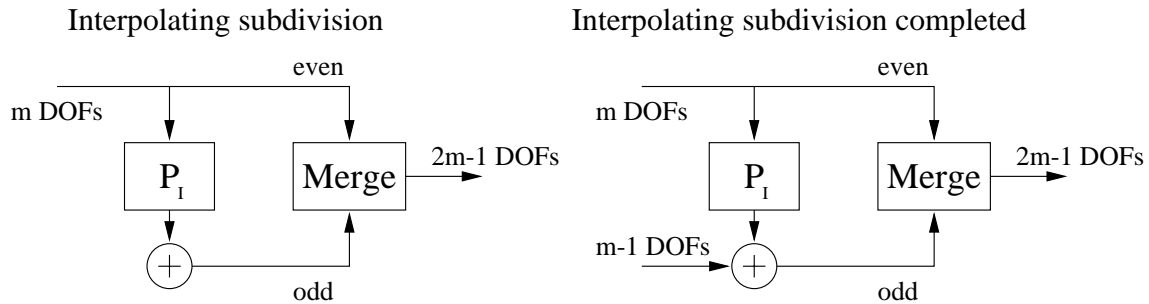 Interpolating subdivision
even
m DOFs
P_I
Merge
2m-1 DOFs
+
odd
Interpolating subdivision completed
even
m DOFs
P_I
Merge
2m-1 DOFs
m-1 DOFs
+
odd